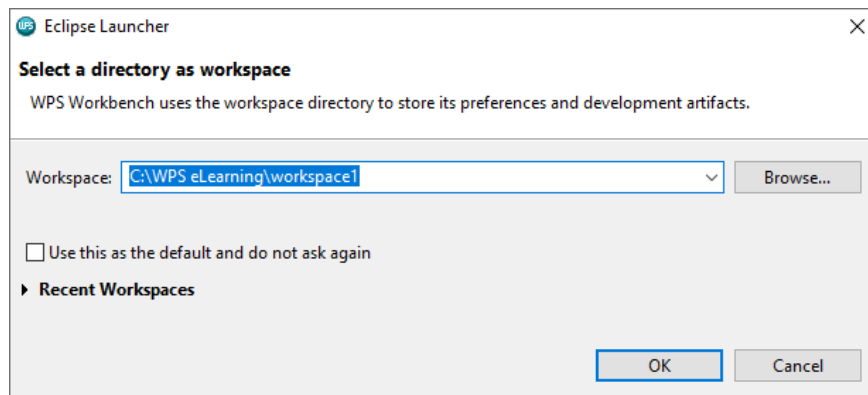 WPS Eclipse Launcher
Select a directory as workspace
WPS Workbench uses the workspace directory to store its preferences and development artifacts.
Workspace: C:\WPS eLearning\workspace1 Browse...
Use this as the default and do not ask again
Recent Workspaces
OK Cancel